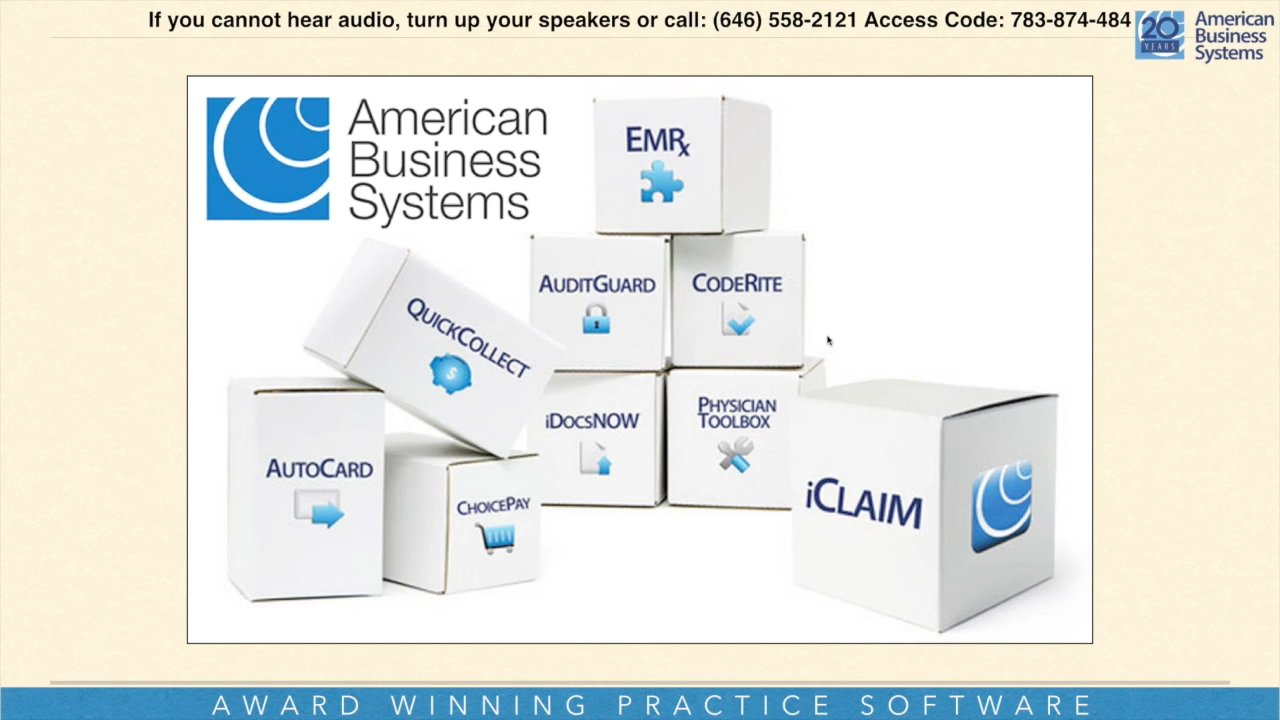 If you cannot hear audio, turn up your speakers or call: (646) 558-2121 Access Code: 783-874-484
20
YEARS
American
Business
Systems
American
Business
Systems
EMRx
AUDITGUARD
CODERITE
QUICKCOLLECT
iDOCSNOW
PHYSICIAN
TOOLBOX
AUTOCARD
CHOICEPAY
iCLAIM
$
AWARD WINNING PRACTICE SOFTWARE